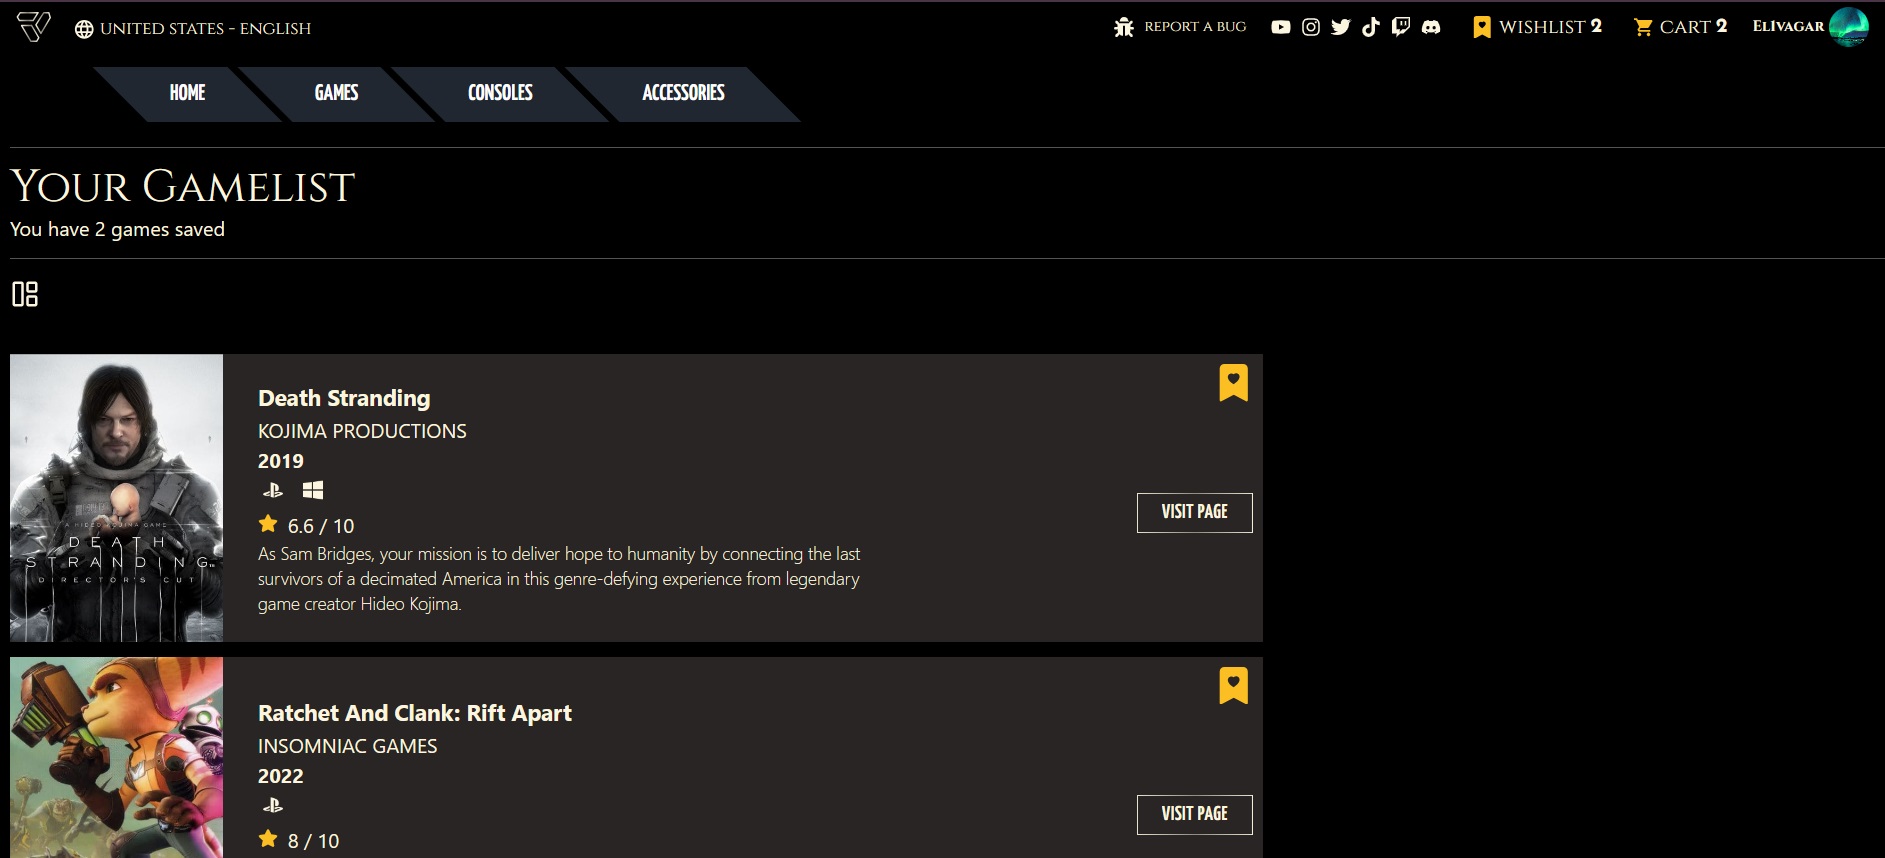 UNITED STATES - ENGLISH
REPORT A BUG
WISHLIST 2
CART 2
EL1VAGAR
HOME
GAMES
CONSOLES
ACCESSORIES
YOUR GAMELIST
You have 2 games saved
A HIDEO KOJIMA GAME
DEATH
STRANDING
DIRECTOR'S CUT
Death Stranding
KOJIMA PRODUCTIONS
2019
6.6 / 10
As Sam Bridges, your mission is to deliver hope to humanity by connecting the last
survivors of a decimated America in this genre-defying experience from legendary
game creator Hideo Kojima.
VISIT PAGE
Ratchet And Clank: Rift Apart
INSOMNIAC GAMES
2022
8 / 10
VISIT PAGE